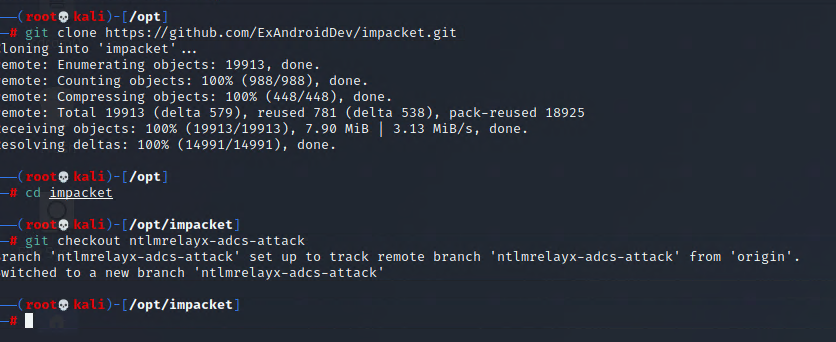 ──(root💀kali)-[/opt]
─# git clone https://github.com/ExAndroidDev/impacket.git
loning into 'impacket'...
emote: Enumerating objects: 19913, done.
emote: Counting objects: 100% (988/988), done.
emote: Compressing objects: 100% (448/448), done.
emote: Total 19913 (delta 579), reused 781 (delta 538), pack-reused 18925
eceiving objects: 100% (19913/19913), 7.90 MiB | 3.13 MiB/s, done.
esolving deltas: 100% (14991/14991), done.
──(root💀kali)-[/opt]
─# cd impacket
──(root💀kali)-[/opt/impacket]
─# git checkout ntlmrelayx-adcs-attack
ranch 'ntlmrelayx-adcs-attack' set up to track remote branch 'ntlmrelayx-adcs-attack' from 'origin'.
witched to a new branch 'ntlmrelayx-adcs-attack'
──(root💀kali)-[/opt/impacket]
─#